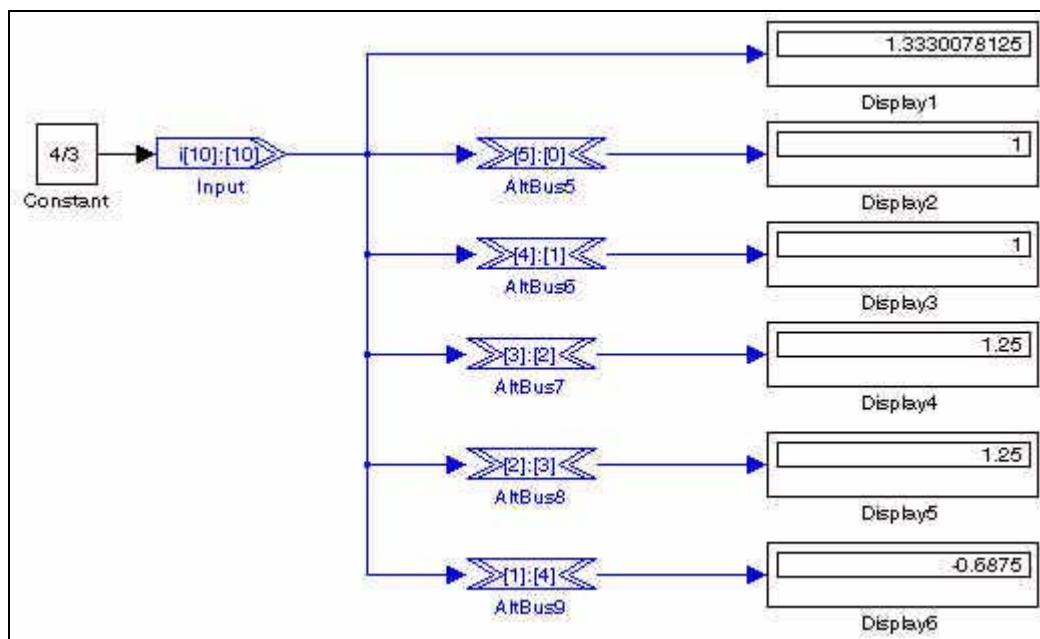 1.3330078125
Display1
4/3
Constant
i[10]:[10]
Input
[5]:[0]
AltBus5
1
Display2
[4]:[1]
AltBus6
1
Display3
[3]:[2]
AltBus7
1.25
Display4
[2]:[3]
AltBus8
1.25
Display5
[1]:[4]
AltBus9
-0.6875
Display6